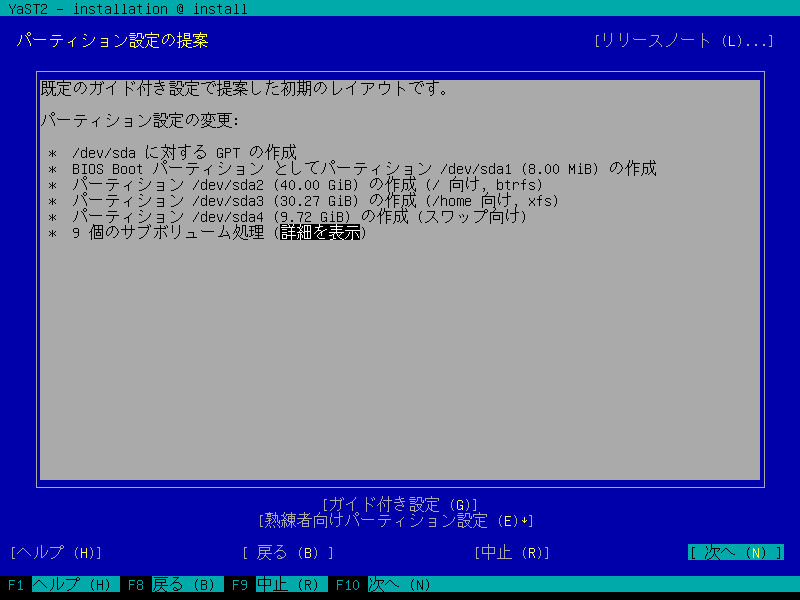 YaST2 - installation @ install
パーティション設定の提案 [リリースノート (L)...]
既定のガイド付き設定で提案した初期のレイアウトです。
パーティション設定の変更:
* /dev/sda に対する GPT の作成
* BIOS Boot パーティション としてパーティション /dev/sda1 (8.00 MiB) の作成
* パーティション /dev/sda2 (40.00 GiB) の作成 (/ 向け, btrfs)
* パーティション /dev/sda3 (30.27 GiB) の作成 (/home 向け, xfs)
* パーティション /dev/sda4 (9.72 GiB) の作成 (スワップ向け)
* 9 個のサブボリューム処理 (詳細を表示)
[ガイド付き設定 (G)]
[熟練者向けパーティション設定 (E)↓]
[ヘルプ (H)] [ 戻る (B) ] [中止 (R)] [ 次へ (N) ]
F1 ヘルプ (H) F8 戻る (B) F9 中止 (R) F10 次へ (N)